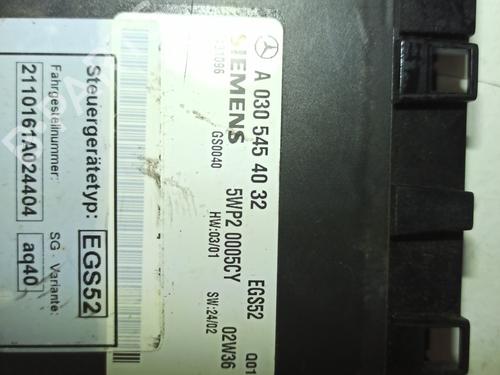 A 030 545 40 32
SIEMENS 5WP2 0005CY EGS52 Q01
GS0040 HW:03/01 SW:24/02 02W36
Steuergerätetyp: EGS52
Fahrgestellnummer: SG - Variante:
2110161A024404 aq40